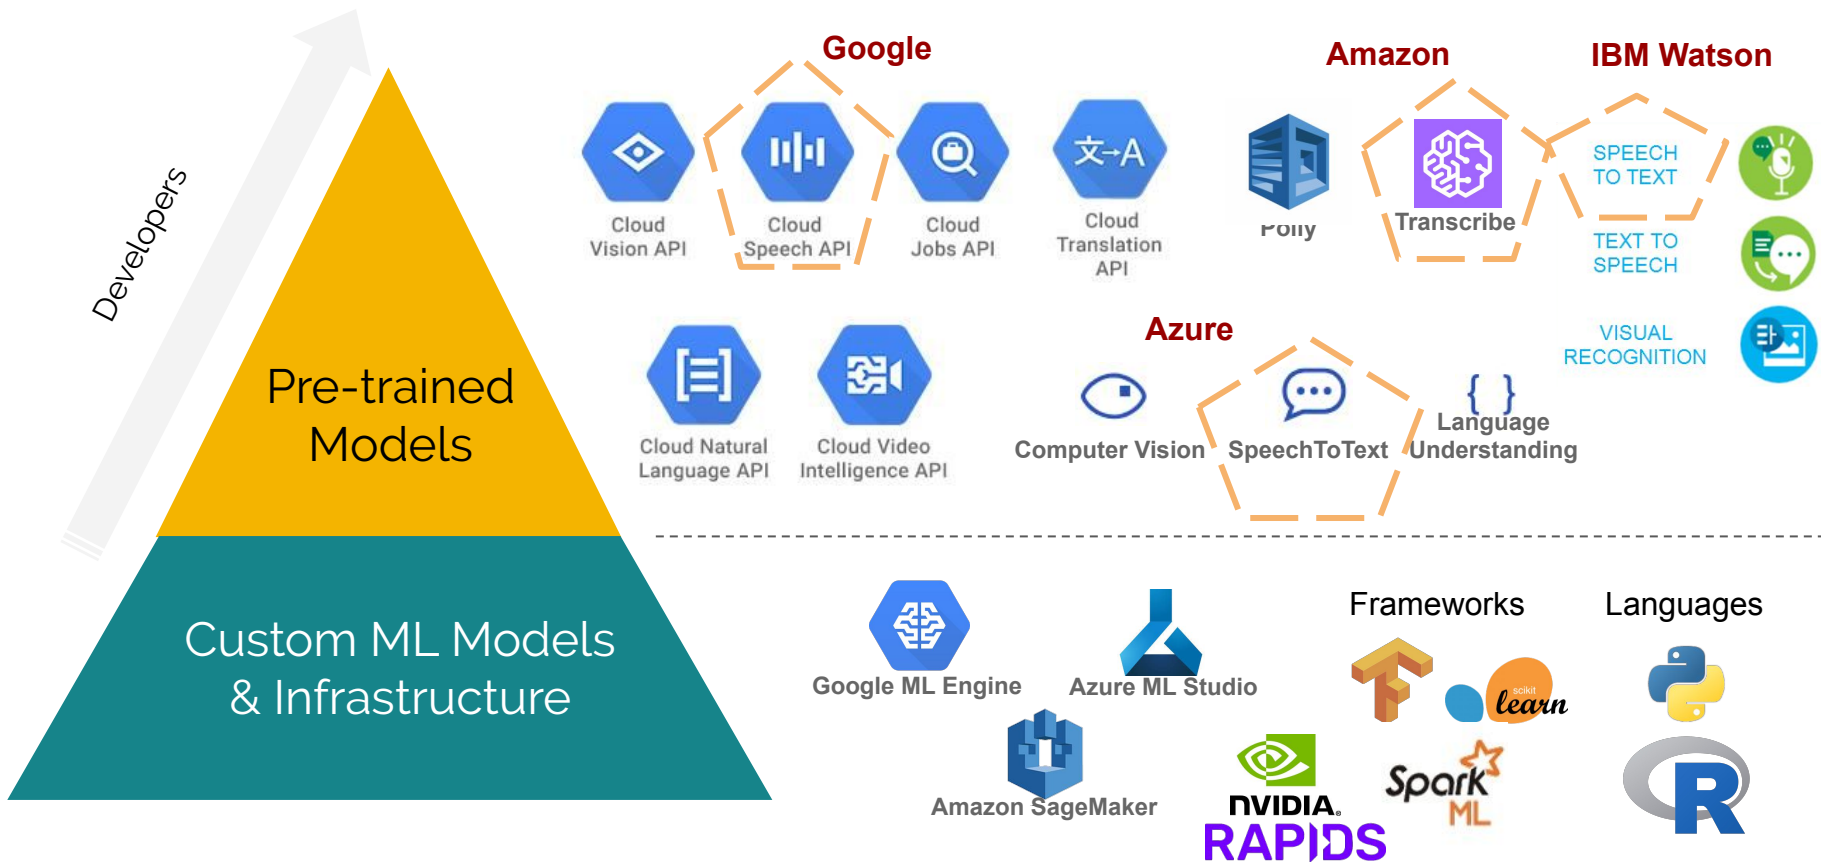 Google
Amazon
IBM Watson
Developers
文→A
Cloud
Vision API
Cloud
Speech API
Cloud
Jobs API
Cloud
Translation
API
Polly
Transcribe
SPEECH
TO TEXT
TEXT TO
SPEECH
VISUAL
RECOGNITION
Azure
Cloud Natural
Language API
Cloud Video
Intelligence API
Computer Vision
SpeechToText
{ }
Language
Understanding
Pre-trained
Models
Custom ML Models
& Infrastructure
Google ML Engine
Azure ML Studio
Amazon SageMaker
Frameworks
scikit
learn
NVIDIA.
RAPIDS
Spark
ML
Languages
R